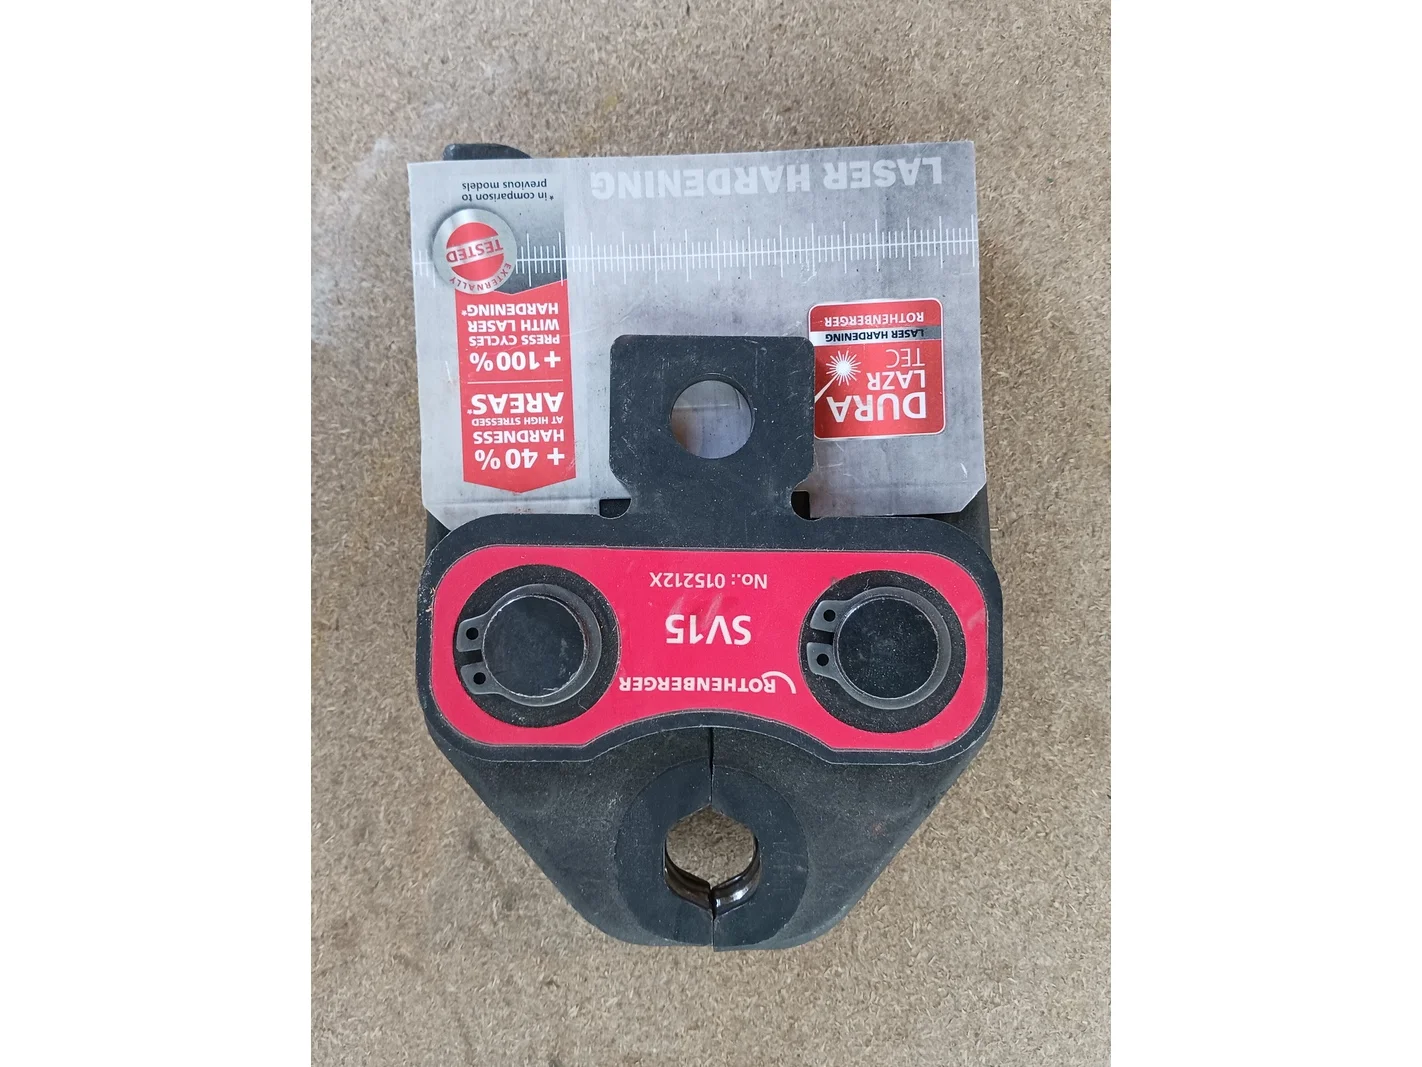 ROTHENBERGER
SV15
No.: 015212X
DURA
LAZR
TEC
LASER HARDENING
ROTHENBERGER
+ 40%
HARDNESS
AT HIGH STRESSED
AREAS*
+ 100%
PRESS CYCLES
WITH LASER
HARDENING*
EXTERNALLY
TESTED
*in comparison to
previous models
LASER HARDENING